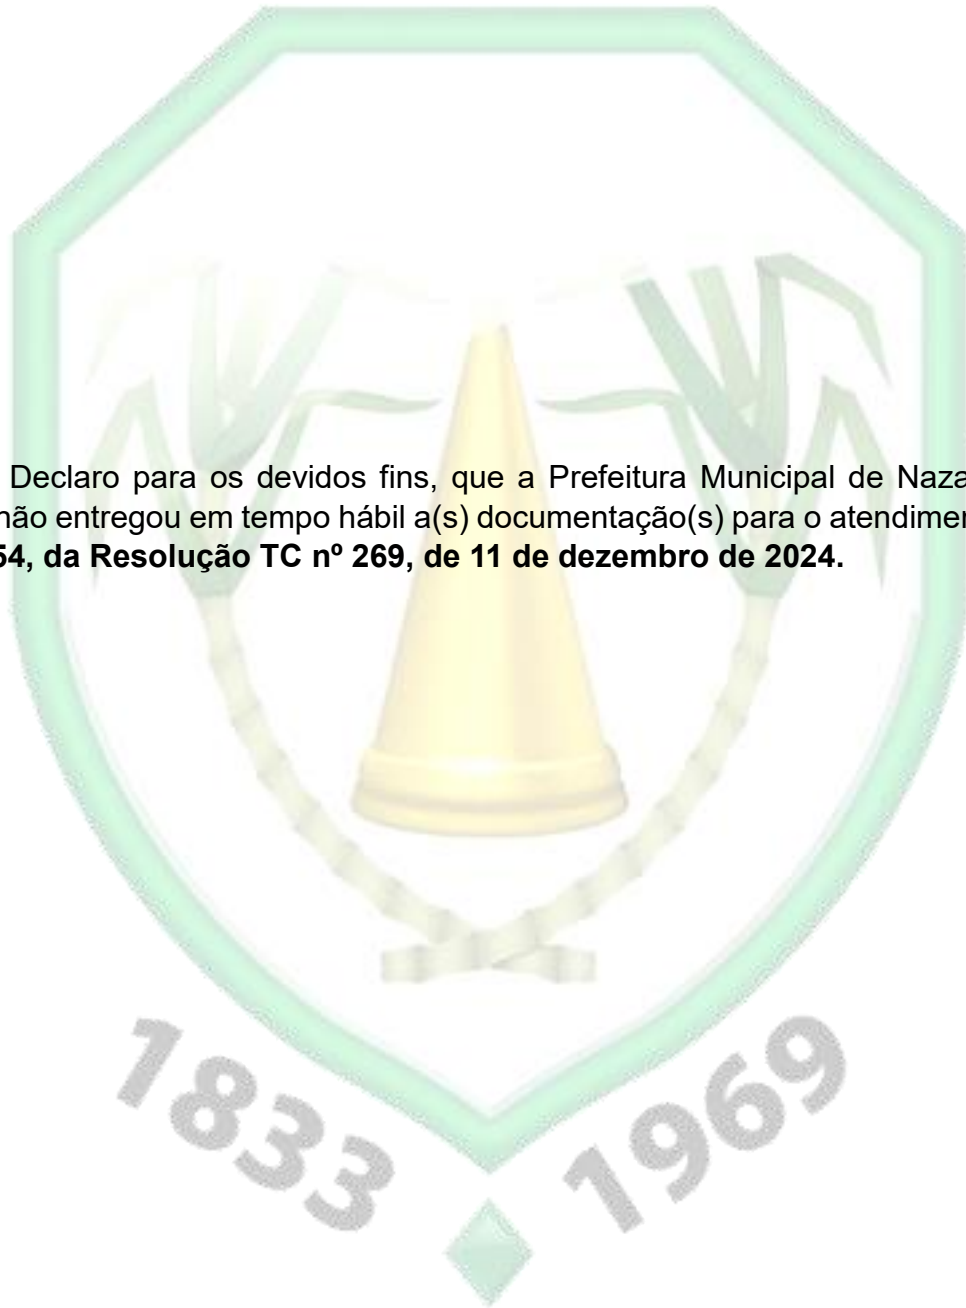 Declaro para os devidos fins, que a Prefeitura Municipal de Naza
não entregou em tempo hábil a(s) documentação(s) para o atendimen
54, da Resolução TC nº 269, de 11 de dezembro de 2024.
1833 1969